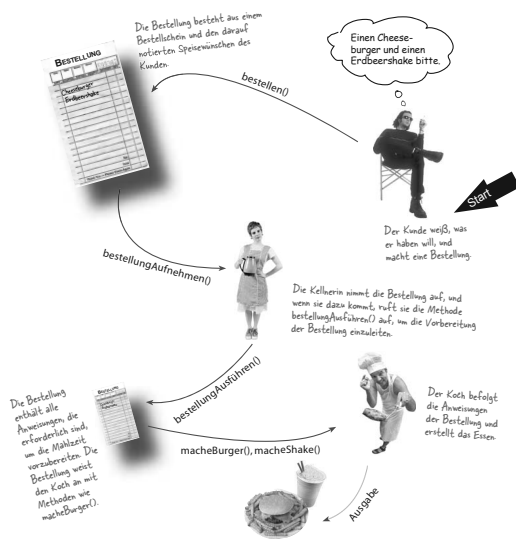 Die Bestellung besteht aus einem
Bestellschein und den darauf
notierten Speisewünschen des
Kunden.
Einen Cheese-
burger und einen
Erdbeershake bitte.
BESTELLUNG
Cheeseburger
Erdbeershake
bestellen()
Start
Der Kunde weiß, was
er haben will, und
macht eine Bestellung.
bestellungAufnehmen()
Die Kellnerin nimmt die Bestellung auf, und
wenn sie dazu kommt, ruft sie die Methode
bestellungAusführen() auf, um die Vorbereitung
der Bestellung einzuleiten.
bestellungAusführen()
Die Bestellung
enthält alle
Anweisungen, die
erforderlich sind,
um die Mahlzeit
vorzubereiten. Die
Bestellung weist
den Koch an mit
Methoden wie
macheBurger().
BESTELLUNG
macheBurger(), macheShake()
Der Koch befolgt
die Anweisungen
der Bestellung und
erstellt das Essen.
Ausgabe